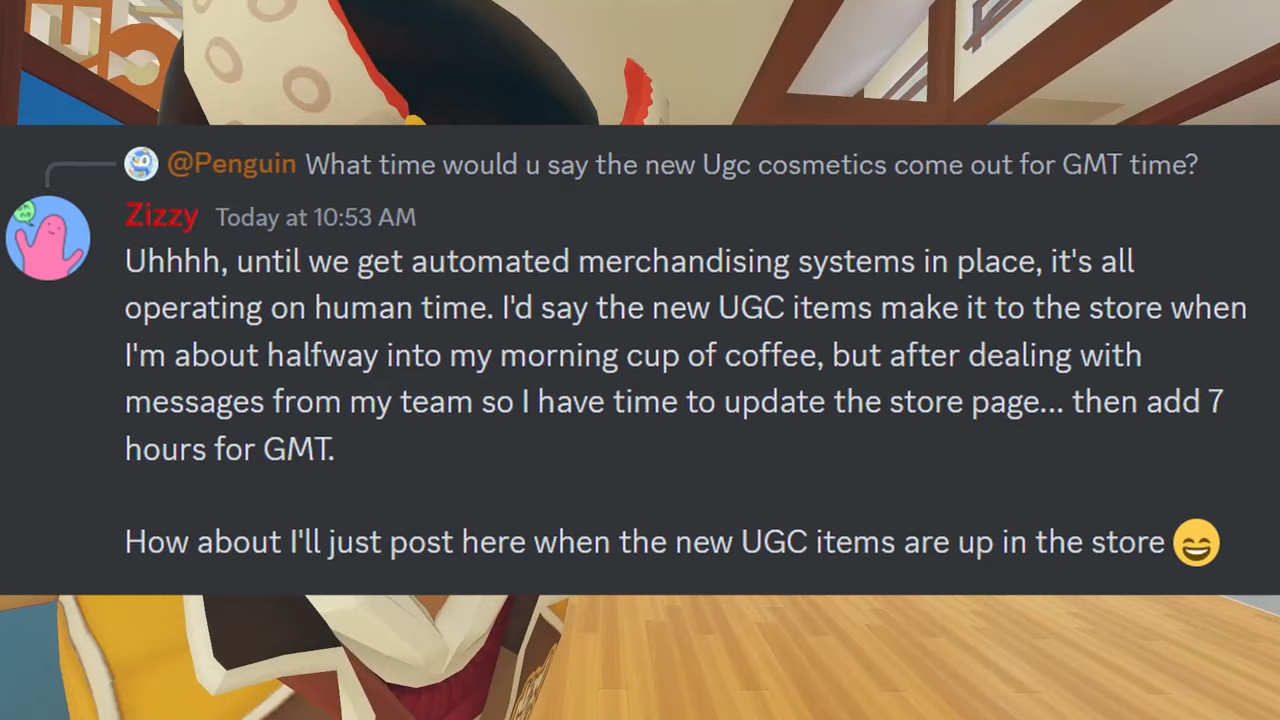 @Penguin What time would u say the new Ugc cosmetics come out for GMT time?
Zizzy Today at 10:53 AM
Uhhhh, until we get automated merchandising systems in place, it's all
operating on human time. I'd say the new UGC items make it to the store when
I'm about halfway into my morning cup of coffee, but after dealing with
messages from my team so I have time to update the store page... then add 7
hours for GMT.
How about I'll just post here when the new UGC items are up in the store 😄